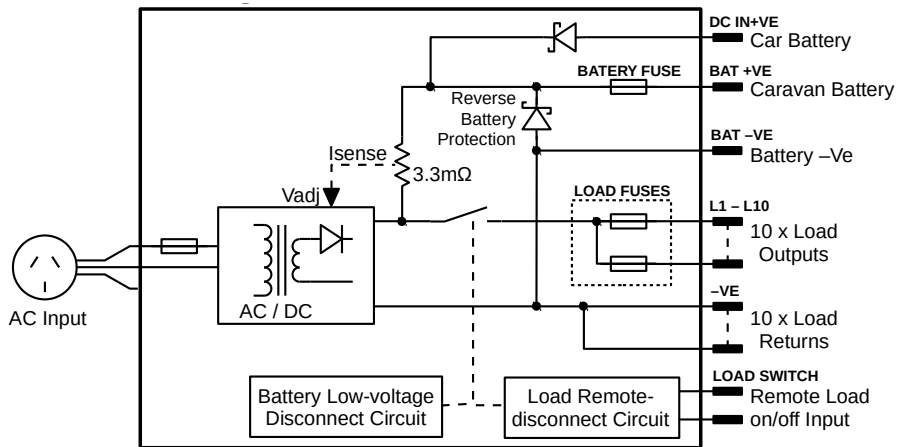 DC IN+VE
Car Battery
BATERY FUSE
BAT +VE
Caravan Battery
Reverse
Battery
Protection
BAT –VE
Battery –Ve
Isense
3.3mΩ
Vadj
LOAD FUSES
L1 – L10
10 x Load
Outputs
AC Input
AC / DC
–VE
10 x Load
Returns
LOAD SWITCH
Remote Load
on/off Input
Battery Low-voltage
Disconnect Circuit
Load Remote-
disconnect Circuit